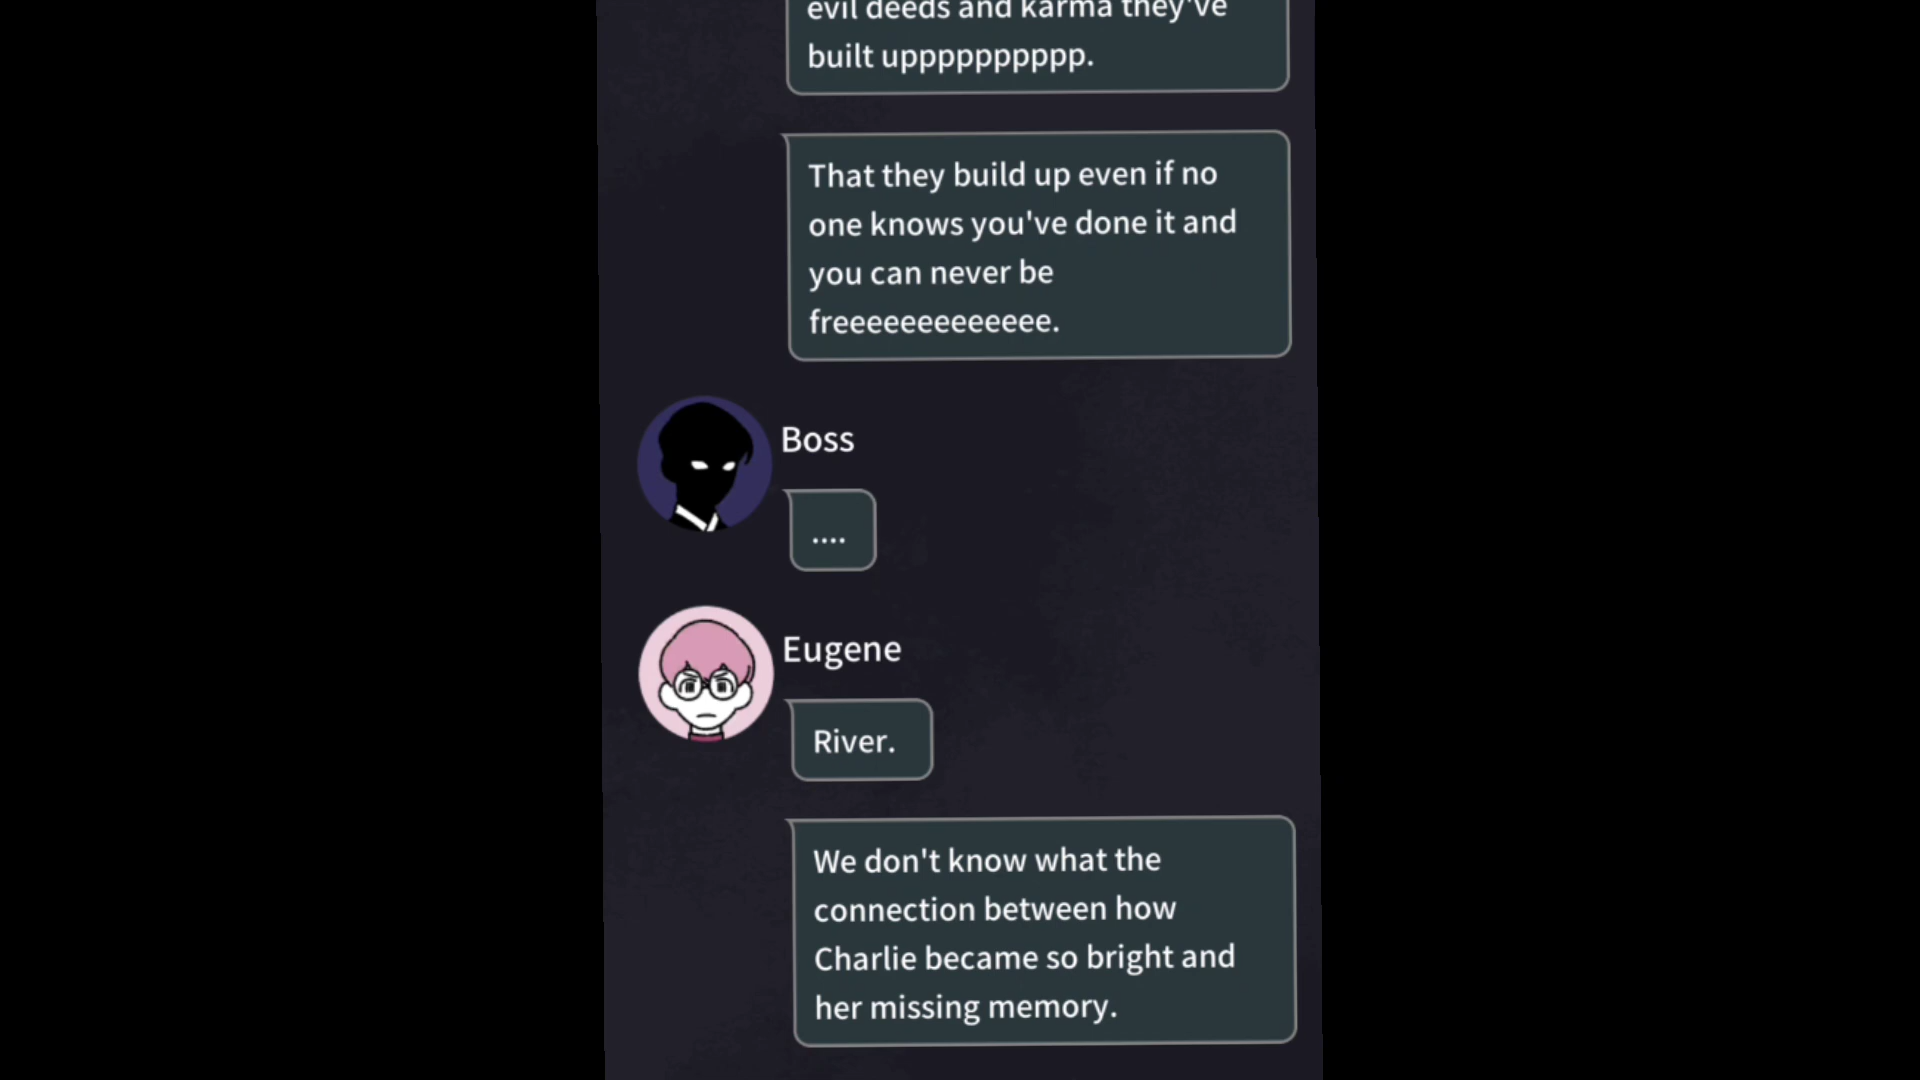 evil deeds and karma they've
built upppppppppp.
That they build up even if no
one knows you've done it and
you can never be
freeeeeeeeeeeee.
Boss
....
Eugene
River.
We don't know what the
connection between how
Charlie became so bright and
her missing memory.